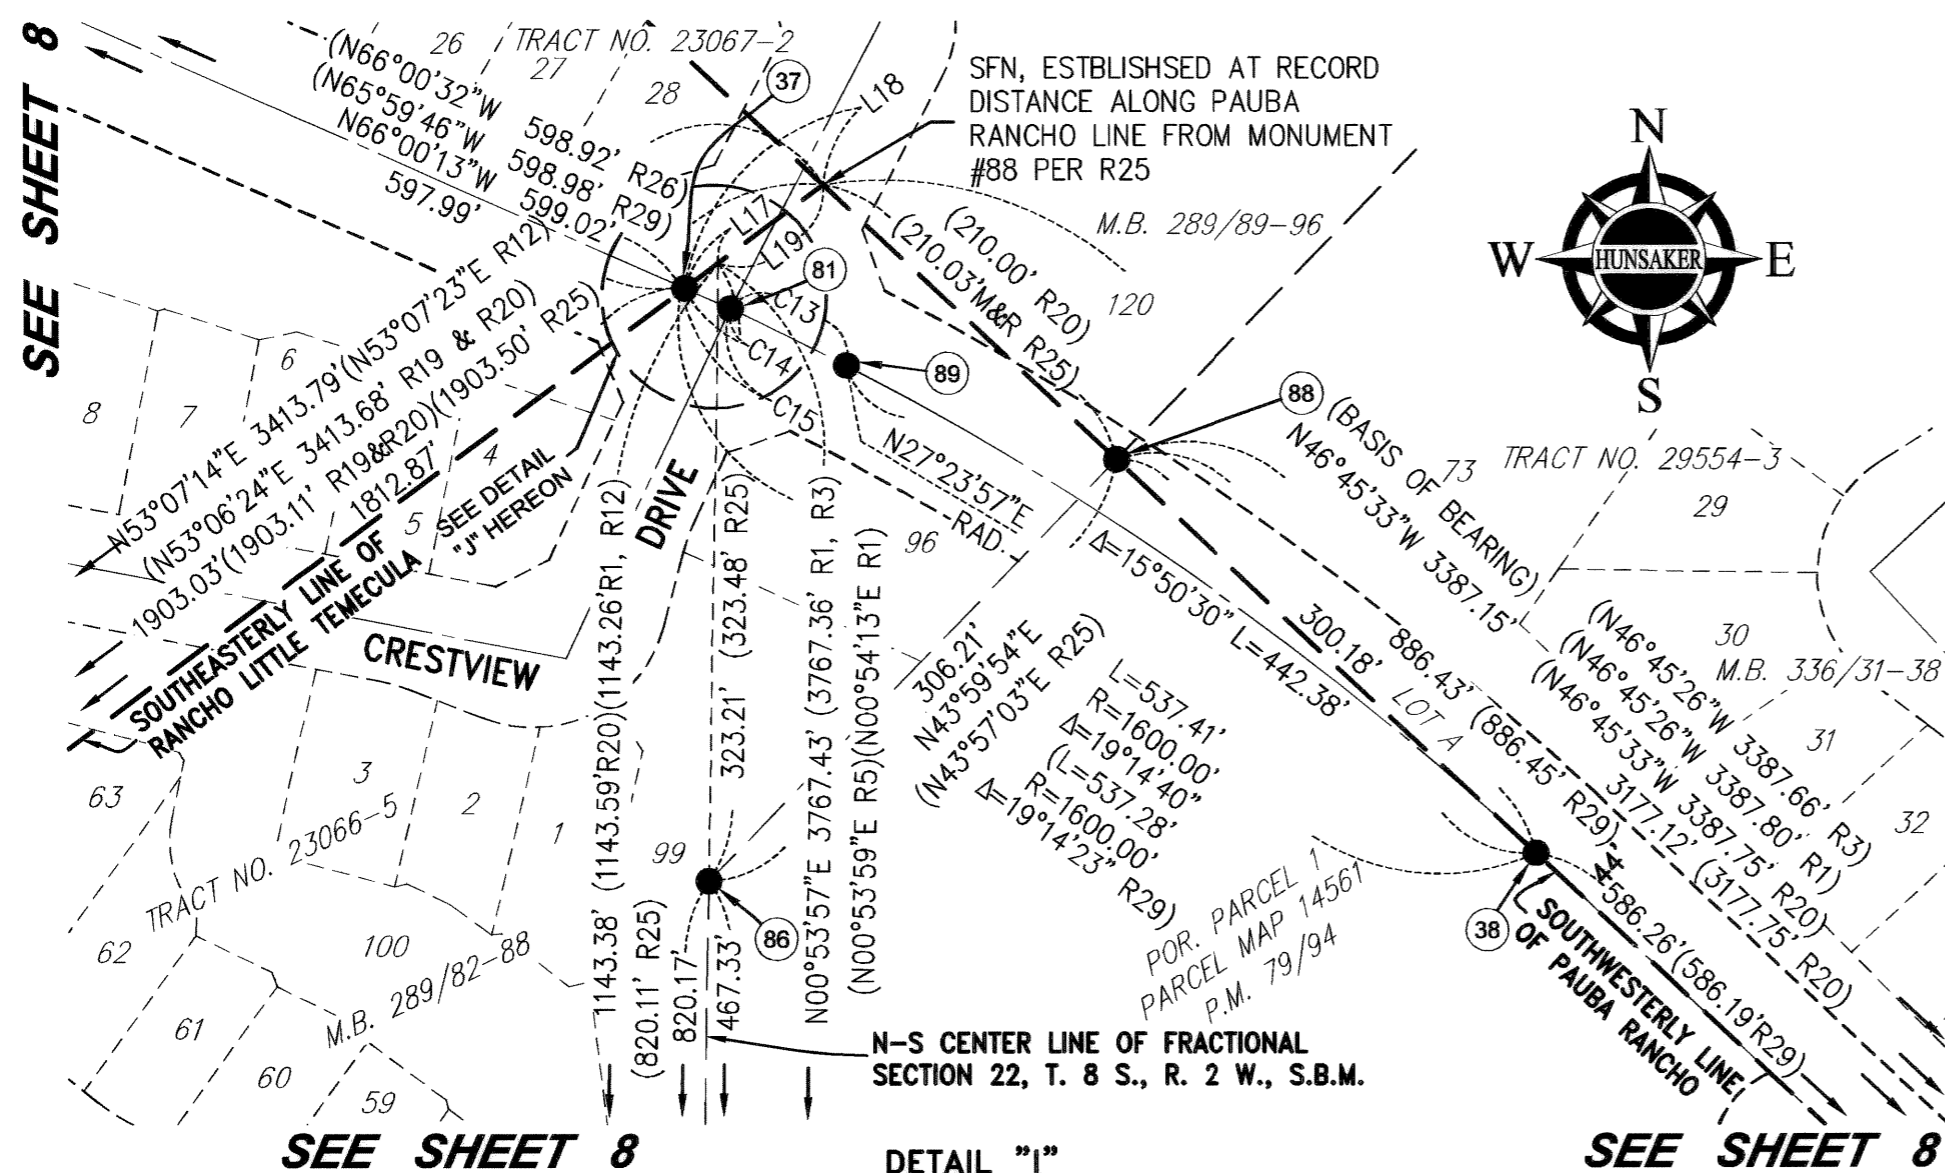 SEE SHEET 8
(N66°00'32"W 598.92' R26)
(N65°59'46"W 598.98' R29)
N66°00'13"W 599.02'
597.99'
26
27
28
TRACT NO. 23067-2
37
L18
SFN, ESTBLISHSED AT RECORD
DISTANCE ALONG PAUBA
RANCHO LINE FROM MONUMENT
#88 PER R25
M.B. 289/89-96
120
N
W
E
S
HUNSAKER
L17
L19
81
C13
C14
C15
89
(210.00' R20)
(210.03'M&R R25)
88
(BASIS OF BEARING)
N46°45'33"W 3387.15'
73
TRACT NO. 29554-3
29
30
M.B. 336/31-38
31
32
N53°07'14"E 3413.79'(N53°07'23"E R12)
(N53°06'24"E 3413.68' R19 & R20)
1903.03'(1903.11' R19&R20)(1903.50' R25)
1812.87'
SOUTHEASTERLY LINE OF
RANCHO LITTLE TEMECULA
SEE DETAIL
"J" HEREON
8
7
6
5
4
DRIVE
CRESTVIEW
N27°23'57"E
RAD.
96
Δ=15°50'30" L=442.38'
306.21'
N43°59'54"E
(N43°57'03"E R25)
L=537.41'
R=1600.00'
Δ=19°14'40"
(L=537.28'
R=1600.00'
Δ=19°14'23" R29)
300.18'
LOT A
886.43' (886.45' R29)
(N46°45'26"W 3387.66' R3)
(N46°45'26"W 3387.80' R1)
(N46°45'33"W 3387.75' R20)
3177.12' (3177.75' R20)
44'
586.26'(586.19'R29)
38
SOUTHWESTERLY LINE
OF PAUBA RANCHO
POR. PARCEL 1
PARCEL MAP 14561
P.M. 79/94
1143.38' (1143.59'R20)(1143.26'R1, R12)
(820.11' R25)
820.17'
323.21' (323.48' R25)
467.33'
N00°53'57"E 3767.43' (3767.36' R1, R3)
(N00°53'59"E R5)(N00°54'13"E R1)
86
99
63
3
2
1
TRACT NO. 23066-5
62
100
M.B. 289/82-88
61
60
59
N-S CENTER LINE OF FRACTIONAL
SECTION 22, T. 8 S., R. 2 W., S.B.M.
SEE SHEET 8
DETAIL "I"
SEE SHEET 8